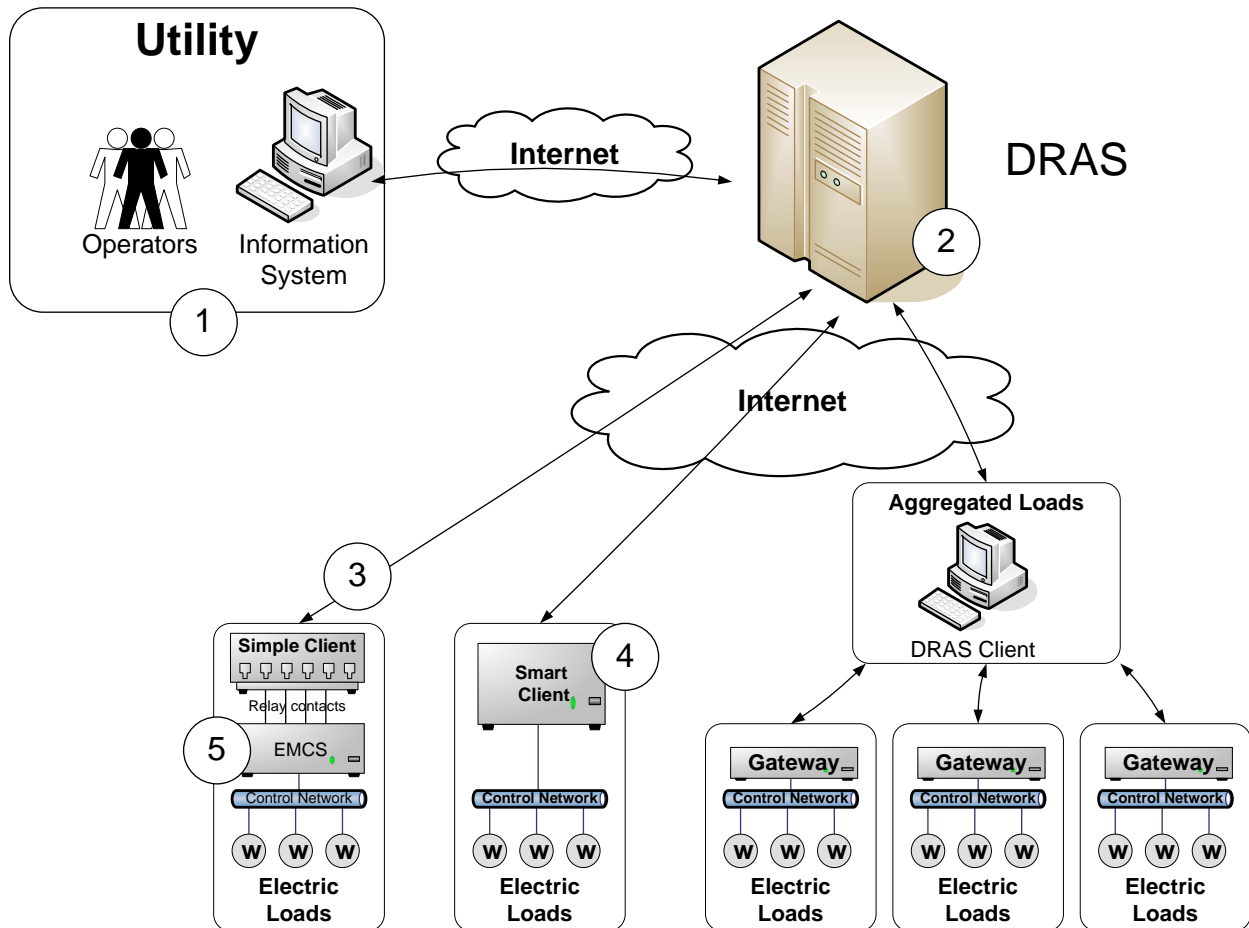 Utility
Operators
Information
System
1
Internet
DRAS
2
Internet
3
Simple Client
Relay contacts
EMCS
5
Control Network
W W W
Electric
Loads
Smart
Client
4
Control Network
W W W
Electric
Loads
Aggregated Loads
DRAS Client
Gateway
Control Network
W W W
Electric
Loads
Gateway
Control Network
W W W
Electric
Loads
Gateway
Control Network
W W W
Electric
Loads